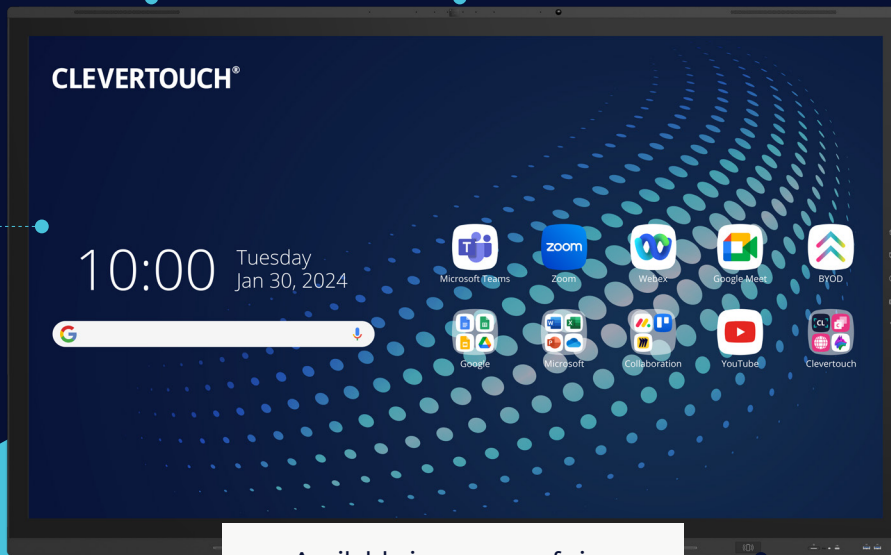 CLEVERTOUCH®
10:00
Tuesday
Jan 30, 2024
Microsoft Teams
zoom
Zoom
Webex
Google Meet
BYOD
Google
Microsoft
Collaboration
YouTube
Clevertouch